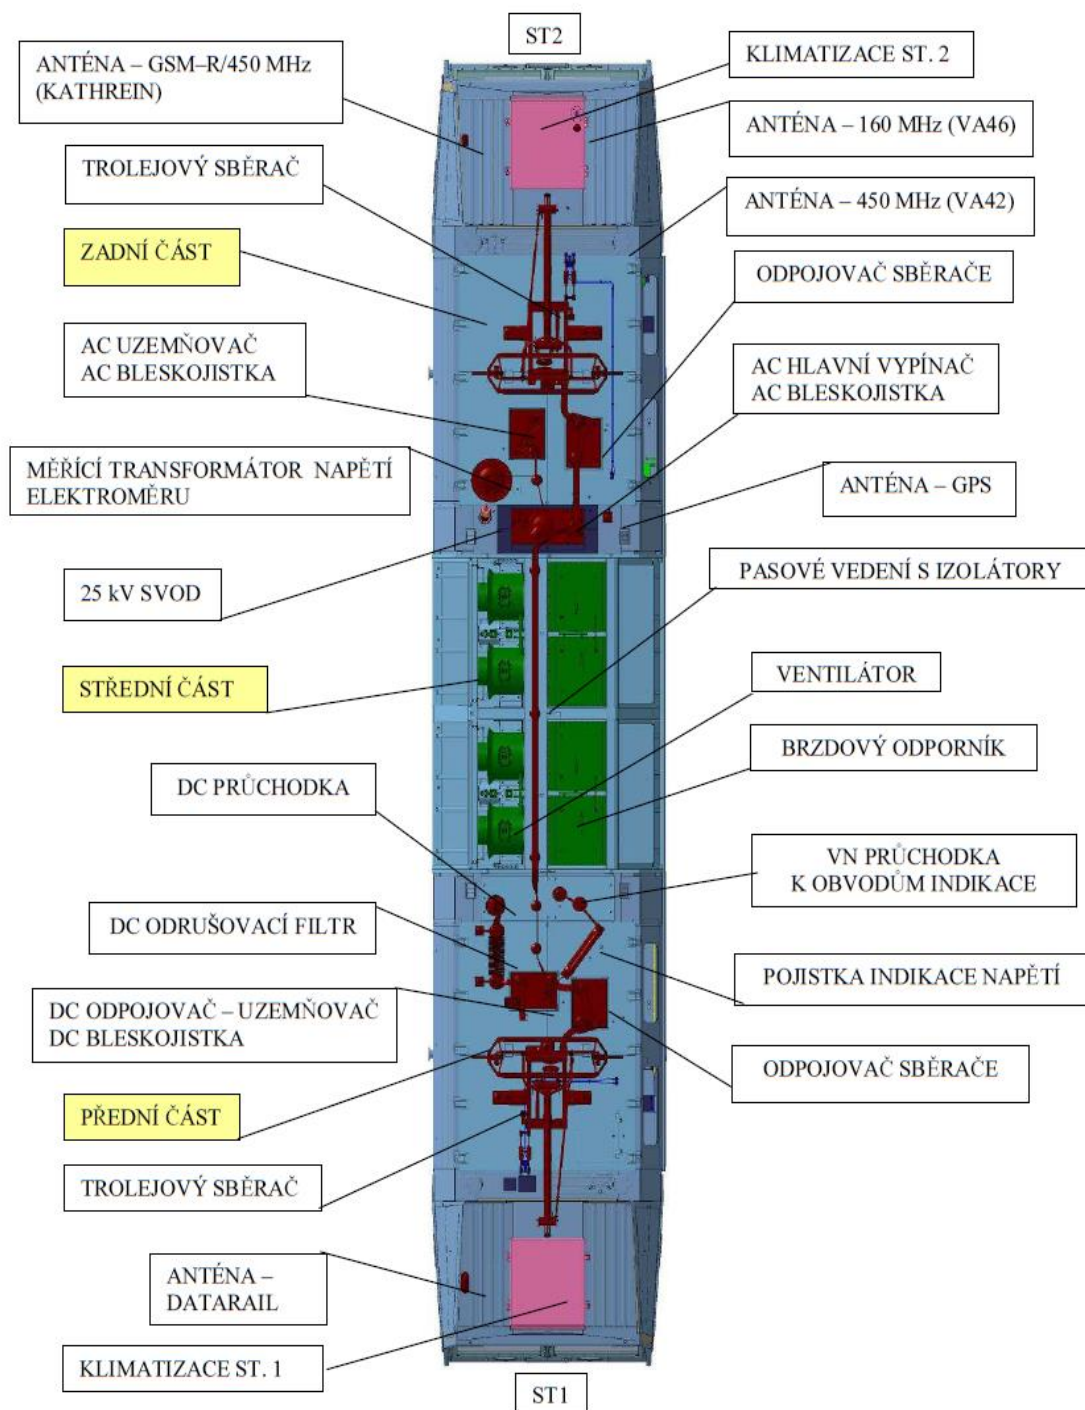 ST2
ANTÉNA – GSM–R/450 MHz
(KATHREIN)
KLIMATIZACE ST. 2
ANTÉNA – 160 MHz (VA46)
TROLEJOVÝ SBĚRAČ
ANTÉNA – 450 MHz (VA42)
ZADNÍ ČÁST
ODPOJOVAČ SBĚRAČE
AC UZEMŇOVAČ
AC BLESKOJISTKA
AC HLAVNÍ VYPÍNAČ
AC BLESKOJISTKA
MĚŘÍCÍ TRANSFORMÁTOR NAPĚTÍ
ELEKTROMĚRU
ANTÉNA – GPS
25 kV SVOD
PASOVÉ VEDENÍ S IZOLÁTORY
STŘEDNÍ ČÁST
VENTILÁTOR
BRZDOVÝ ODPORNÍK
DC PRŮCHODKA
VN PRŮCHODKA
K OBVODŮM INDIKACE
DC ODRUŠOVACÍ FILTR
POJISTKA INDIKACE NAPĚTÍ
DC ODPOJOVAČ – UZEMŇOVAČ
DC BLESKOJISTKA
ODPOJOVAČ SBĚRAČE
PŘEDNÍ ČÁST
TROLEJOVÝ SBĚRAČ
ANTÉNA –
DATARAIL
KLIMATIZACE ST. 1
ST1